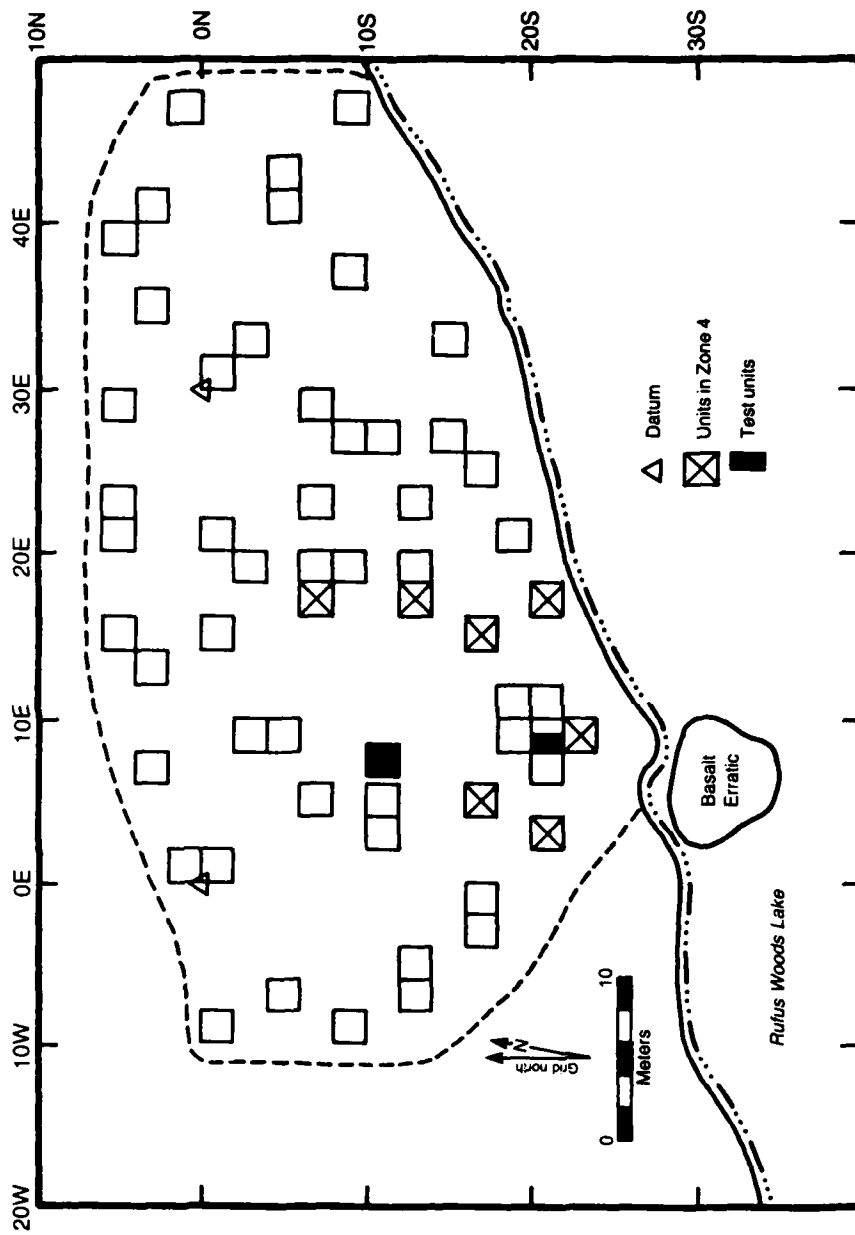 10N
0N
10S
20S
30S
20W
10W
0E
10E
20E
30E
40E
Datum
Units in Zone 4
Test units
Basalt
Erratic
Rufus Woods Lake
N
Grid north
0
10
Meters